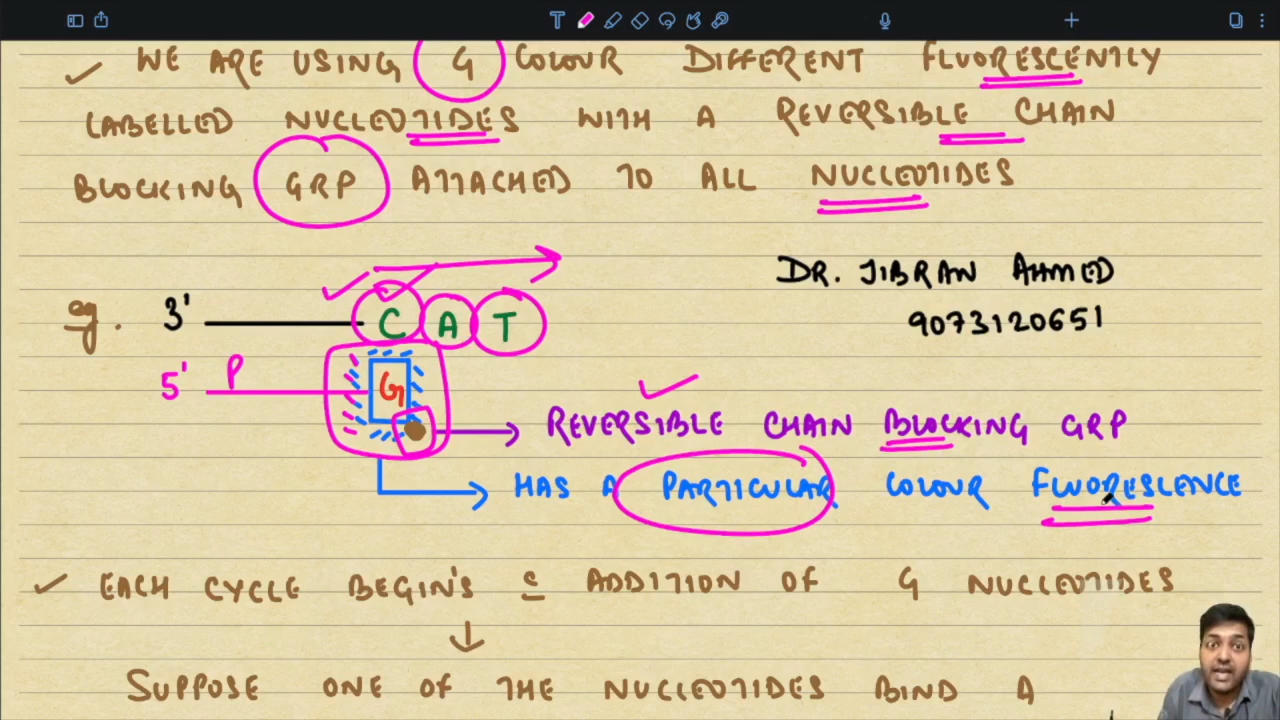 WE ARE USING 4 COLOUR DIFFERENT FLUORESCENTLY
LABELLED NUCLEOTIDES WITH A REVERSIBLE CHAIN
BLOCKING GRP ATTACHED TO ALL NUCLEOTIDES
DR. JIBRAN AHMED
9073120651
eg. 3' C A T
5' P G
REVERSIBLE CHAIN BLOCKING GRP
HAS A PARTICULAR COLOUR FLUORESCENCE
EACH CYCLE BEGIN'S c ADDITION OF 4 NUCLEOTIDES
SUPPOSE ONE OF THE NUCLEOTIDES BIND A